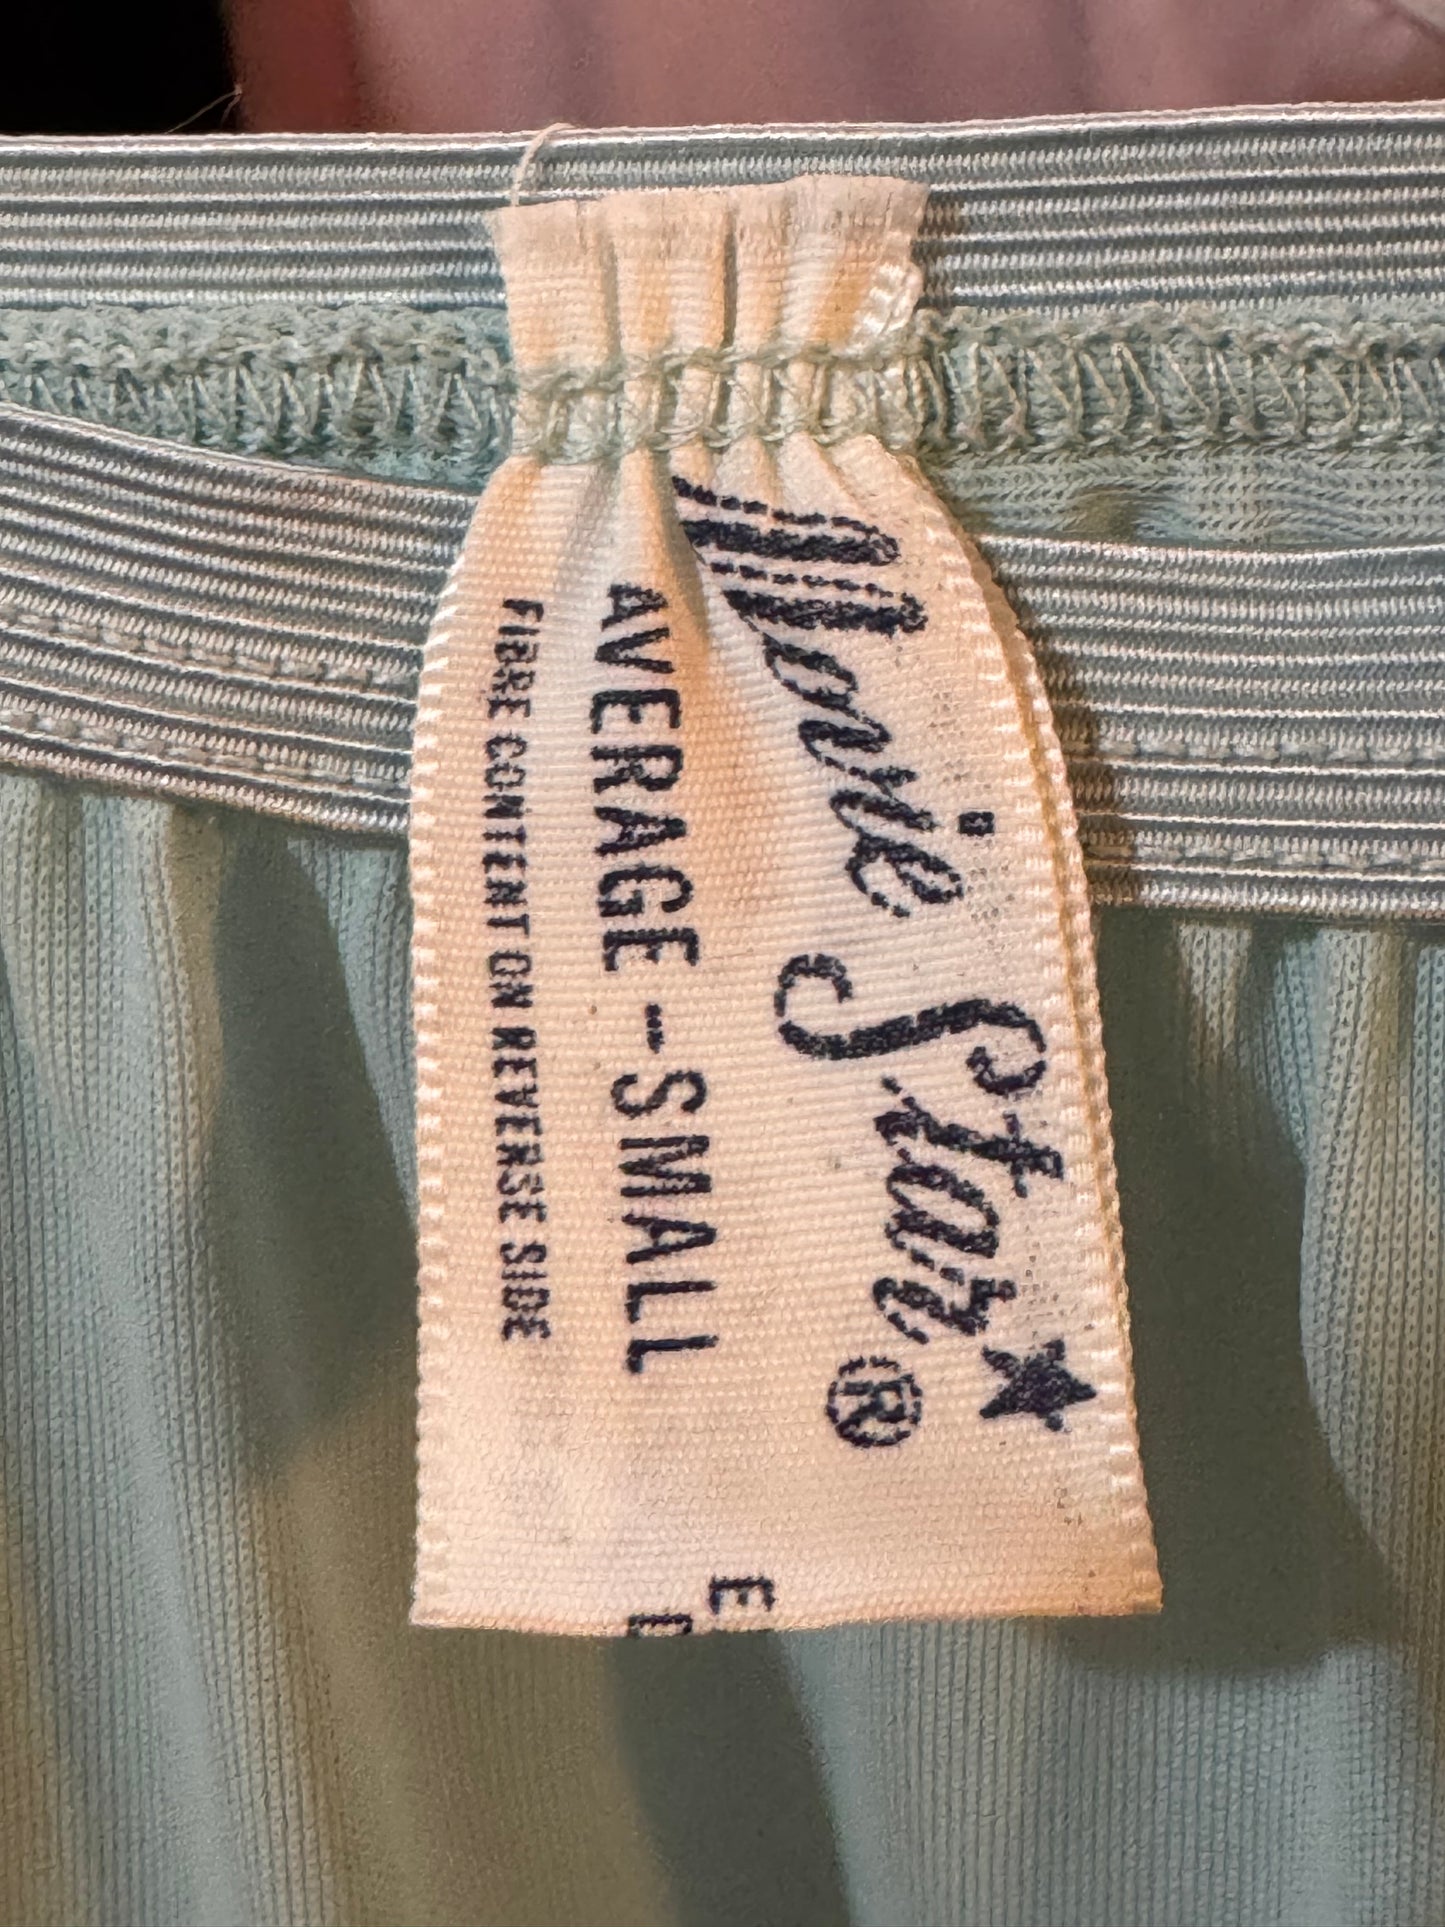 Movie Star®
AVERAGE - SMALL
FIBRE CONTENT ON REVERSE SIDE
E